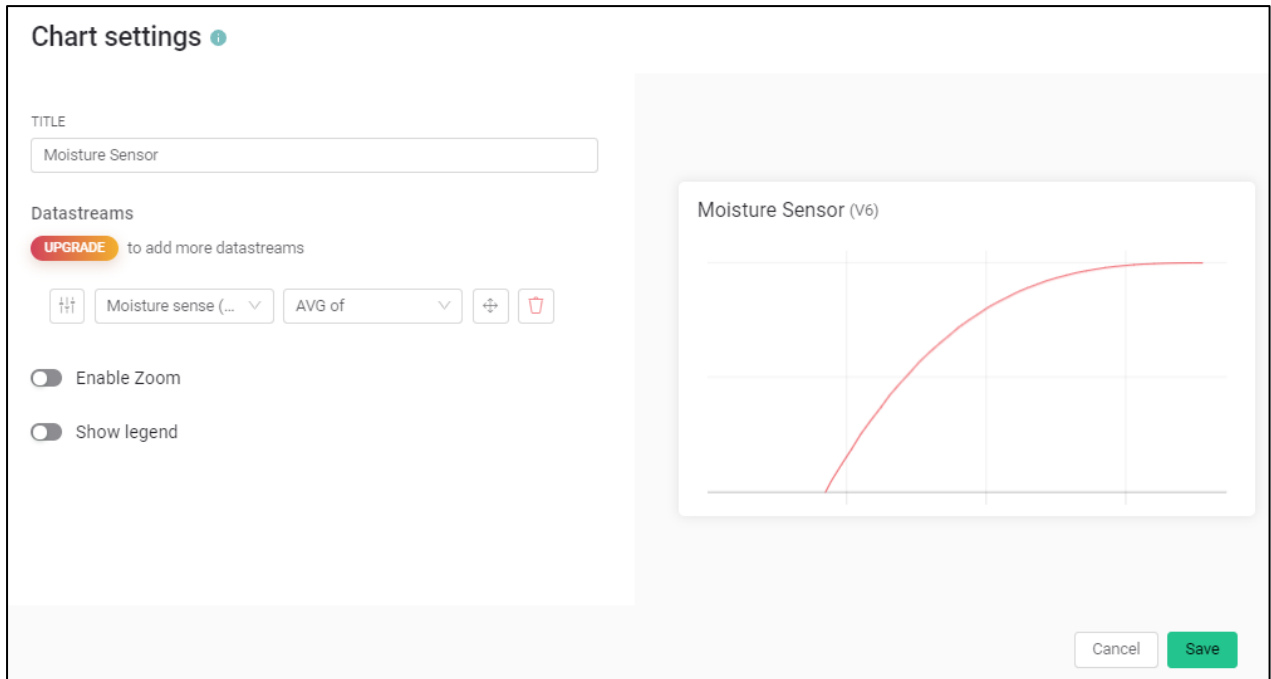 Chart settings
TITLE
Moisture Sensor
Datastreams
UPGRADE to add more datastreams
Moisture sense (... AVG of
Enable Zoom
Show legend
Moisture Sensor (V6)
Cancel Save